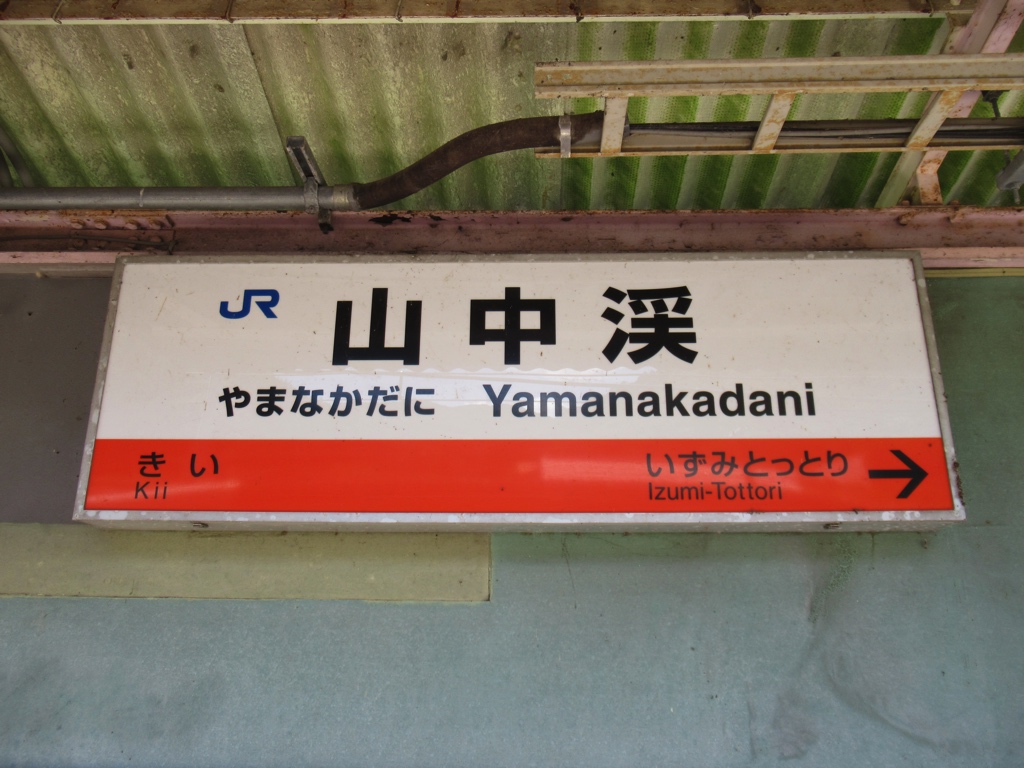 JR 山中渓
やまなかだに Yamanakadani
きい いずみとっとり →
Kii Izumi-Tottori